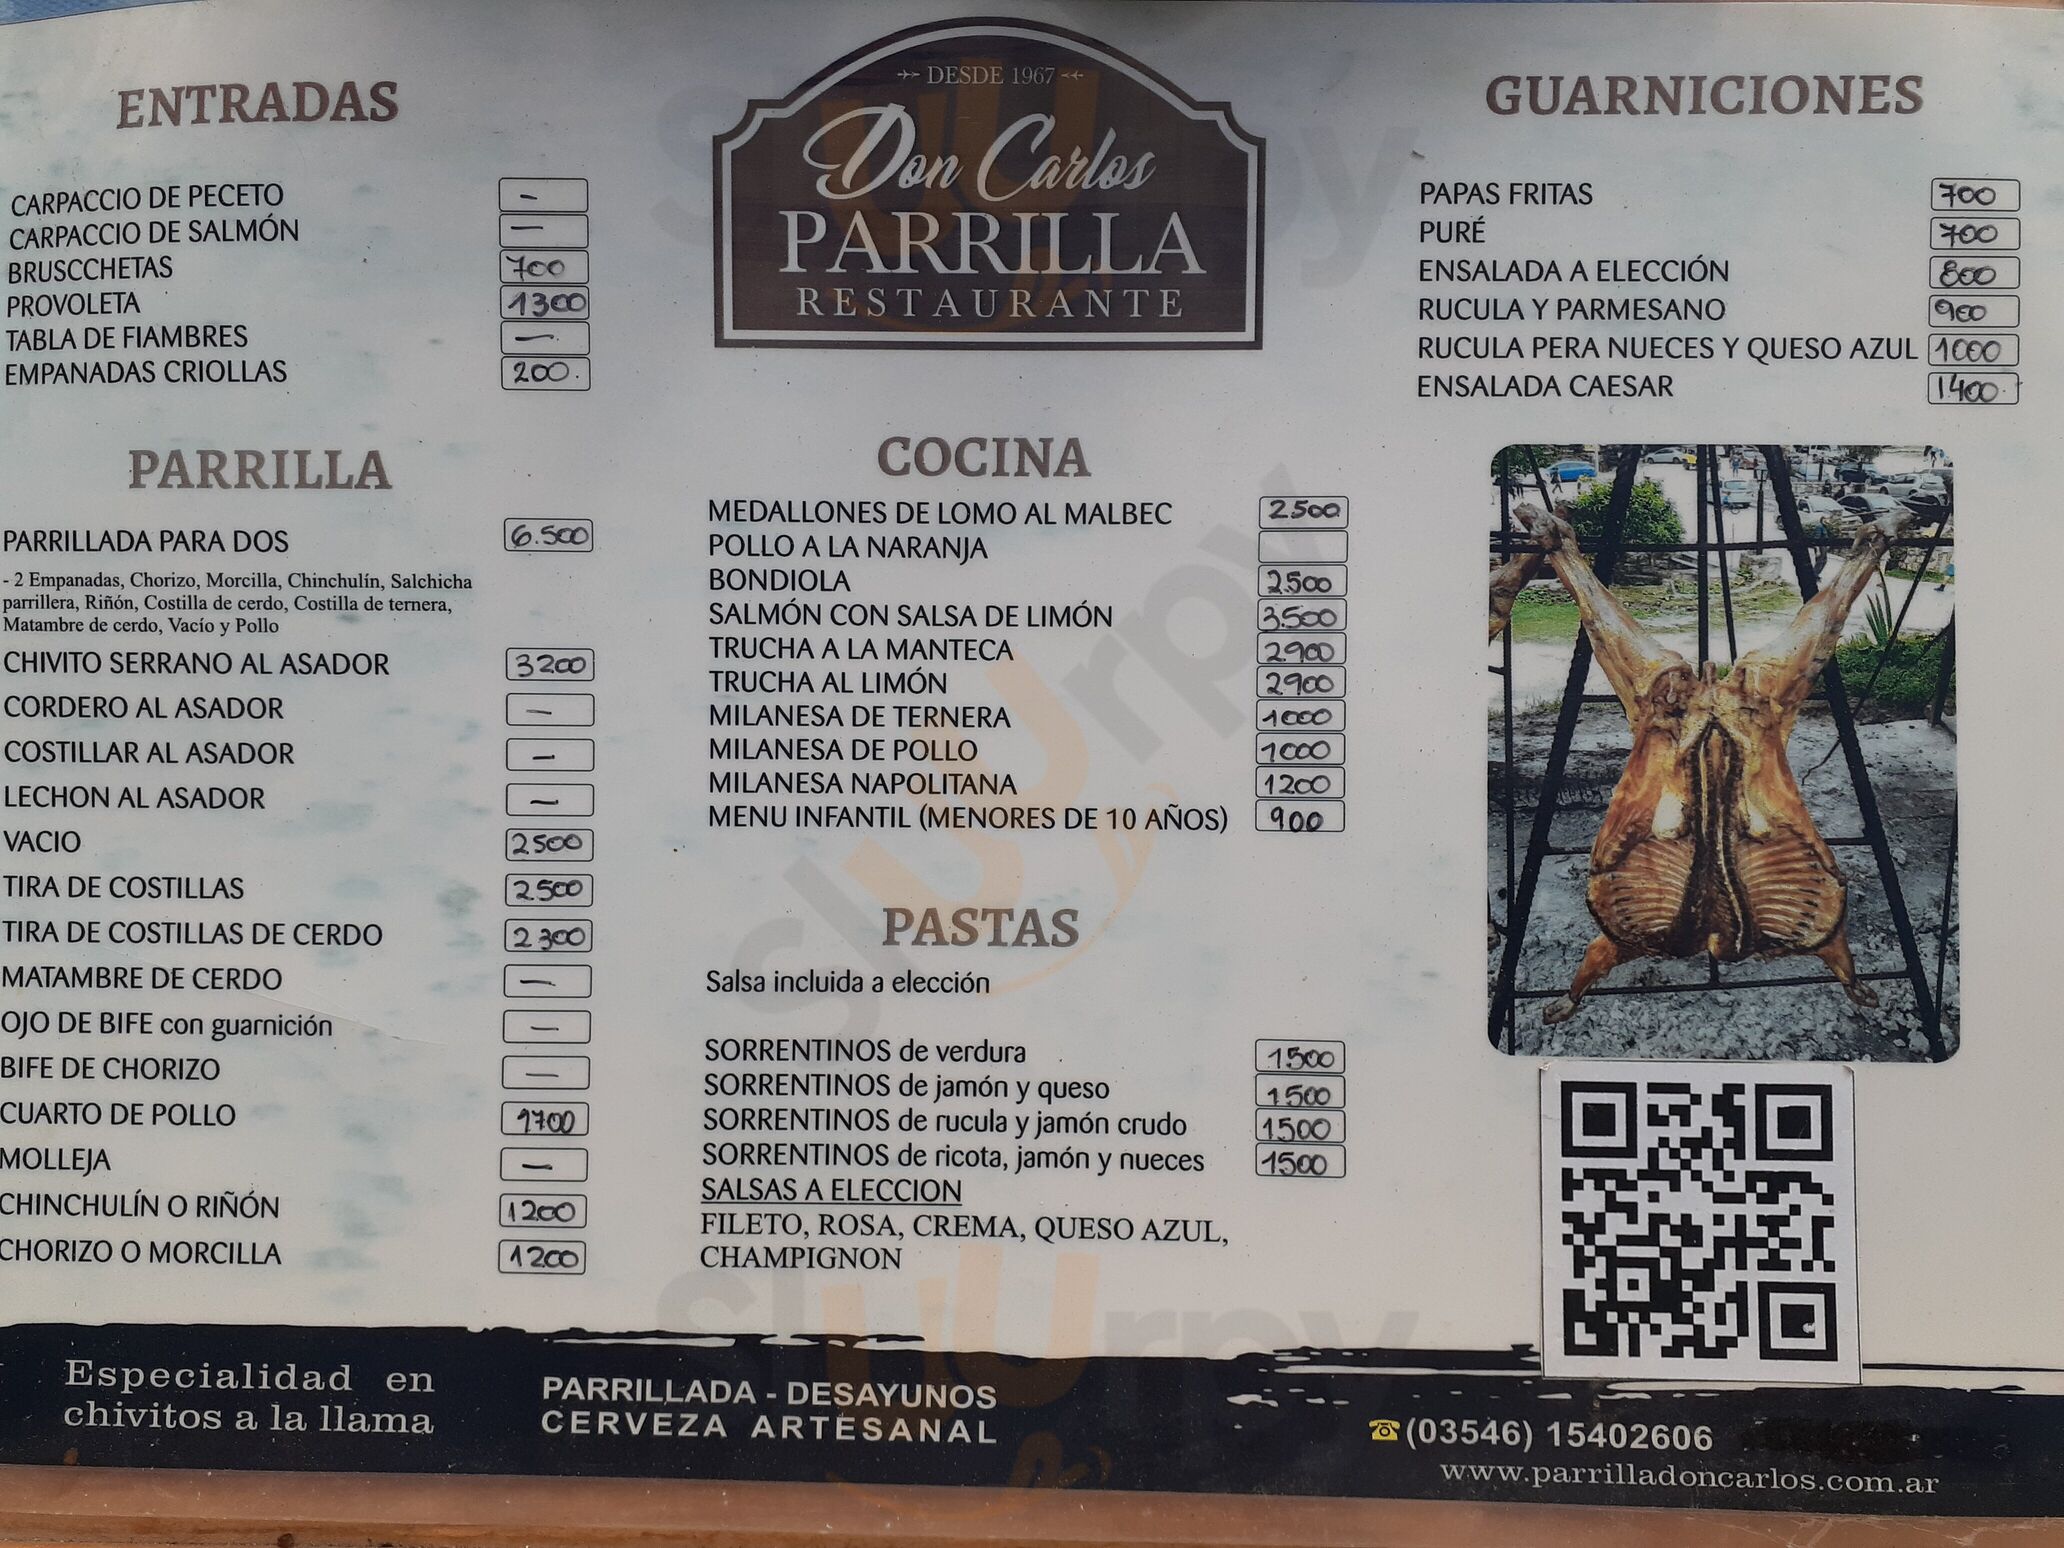 DESDE 1967
Don Carlos
PARRILLA
RESTAURANTE
ENTRADAS
CARPACCIO DE PECETO -
CARPACCIO DE SALMÓN —
BRUSCCHETAS 700
PROVOLETA 1300
TABLA DE FIAMBRES —
EMPANADAS CRIOLLAS 200.
PARRILLA
PARRILLADA PARA DOS 6.500
- 2 Empanadas, Chorizo, Morcilla, Chinchulín, Salchicha
parrillera, Riñón, Costilla de cerdo, Costilla de ternera,
Matambre de cerdo, Vacío y Pollo
CHIVITO SERRANO AL ASADOR 3200
CORDERO AL ASADOR —
COSTILLAR AL ASADOR —
LECHON AL ASADOR —
VACIO 2500
TIRA DE COSTILLAS 2500
TIRA DE COSTILLAS DE CERDO 2300
MATAMBRE DE CERDO —
OJO DE BIFE con guarnición —
BIFE DE CHORIZO —
CUARTO DE POLLO 1700
MOLLEJA —
CHINCHULÍN O RIÑÓN 1200
CHORIZO O MORCILLA 1200
COCINA
MEDALLONES DE LOMO AL MALBEC 2500
POLLO A LA NARANJA
BONDIOLA 2500
SALMÓN CON SALSA DE LIMÓN 3500
TRUCHA A LA MANTECA 2900
TRUCHA AL LIMÓN 2900
MILANESA DE TERNERA 1000
MILANESA DE POLLO 1000
MILANESA NAPOLITANA 1200
MENU INFANTIL (MENORES DE 10 AÑOS) 900
PASTAS
Salsa incluida a elección
SORRENTINOS de verdura 1500
SORRENTINOS de jamón y queso 1500
SORRENTINOS de rucula y jamón crudo 1500
SORRENTINOS de ricota, jamón y nueces 1500
SALSAS A ELECCION
FILETO, ROSA, CREMA, QUESO AZUL,
CHAMPIGNON
GUARNICIONES
PAPAS FRITAS 700
PURÉ 700
ENSALADA A ELECCIÓN 800
RUCULA Y PARMESANO 900
RUCULA PERA NUECES Y QUESO AZUL 1000
ENSALADA CAESAR 1400
Especialidad en
chivitos a la llama
PARRILLADA - DESAYUNOS
CERVEZA ARTESANAL
(03546) 15402606
www.parrilladoncarlos.com.ar
slurpy
slurpy
slurpy